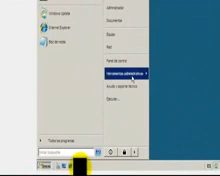 Administrador
Windows Update
Documentos
Internet Explorer
Equipo
Bloc de notas
Red
Panel de control
Herramientas administrativas
Ayuda y soporte técnico
Ejecutar...
Todos los programas